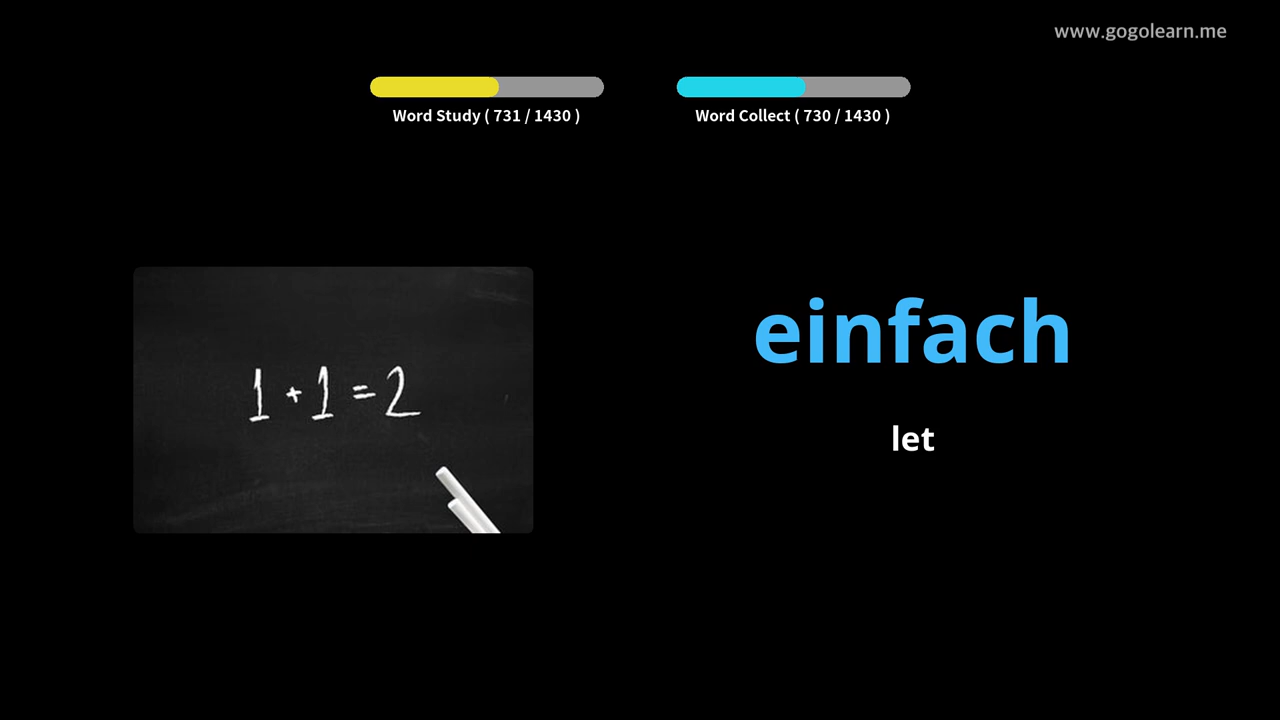 www.gogolearn.me
Word Study ( 731 / 1430 )
Word Collect ( 730 / 1430 )
1 + 1 = 2
einfach
let